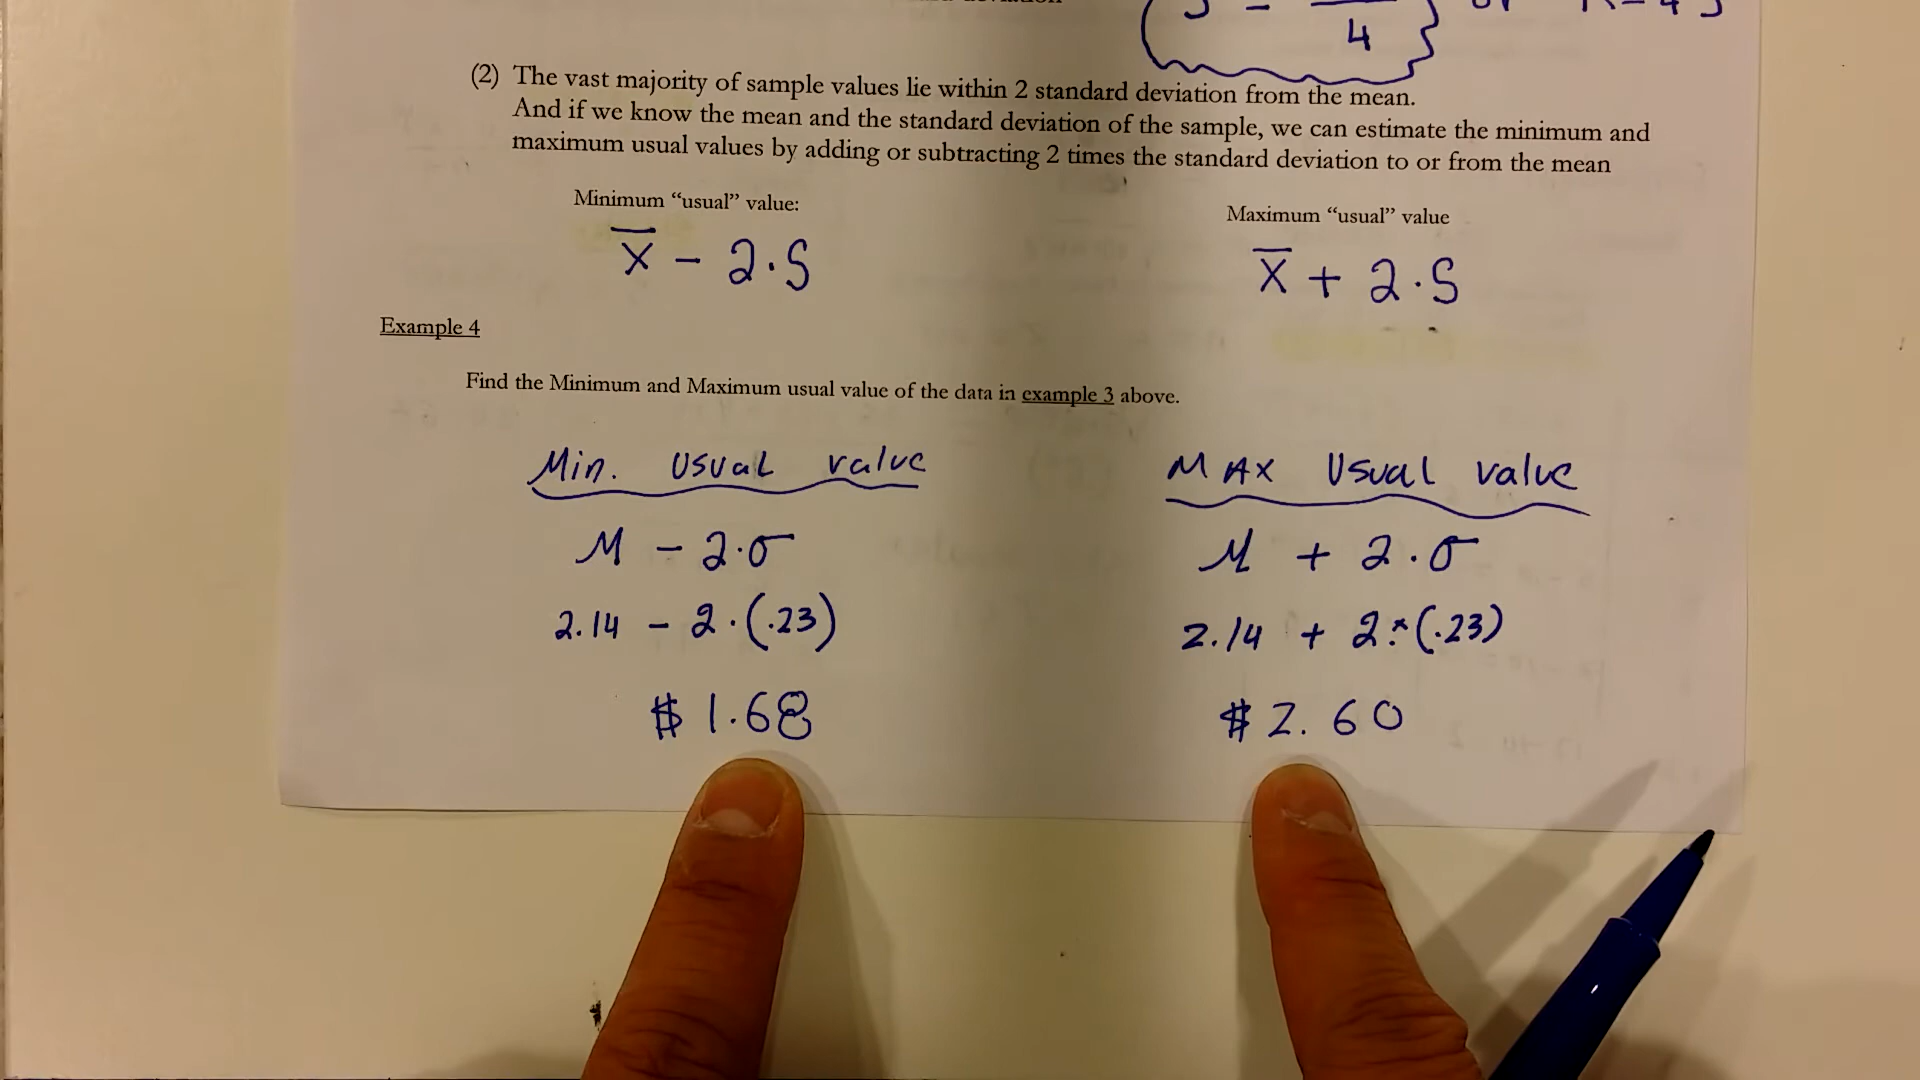 4
(2) The vast majority of sample values lie within 2 standard deviation from the mean.
And if we know the mean and the standard deviation of the sample, we can estimate the minimum and
maximum usual values by adding or subtracting 2 times the standard deviation to or from the mean
Minimum “usual” value:
Maximum “usual” value
x̅ - 2·S
x̅ + 2·S
Example 4
Find the Minimum and Maximum usual value of the data in example 3 above.
Min. Usual value
MAX Usual value
M - 2·σ
M + 2·σ
2.14 - 2·(.23)
2.14 + 2·(.23)
$ 1.68
$ 2.60